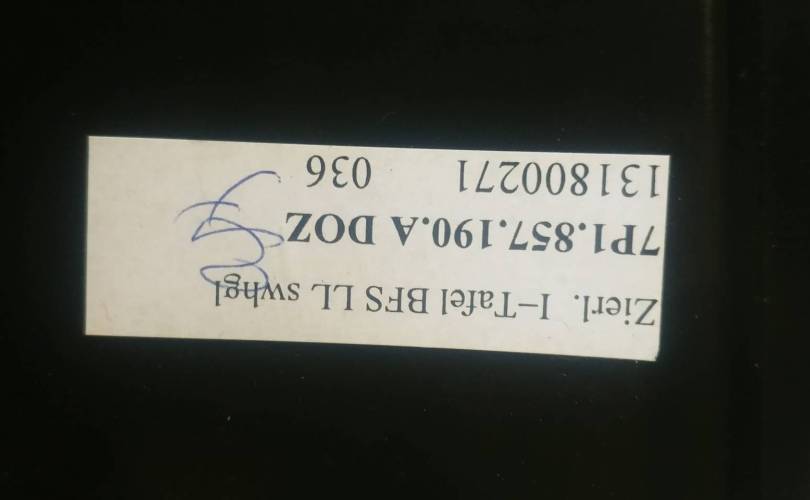 Zierl. I-Tafel BFS LL swhgl
7P1.857.190.A DOZ
131800271 036